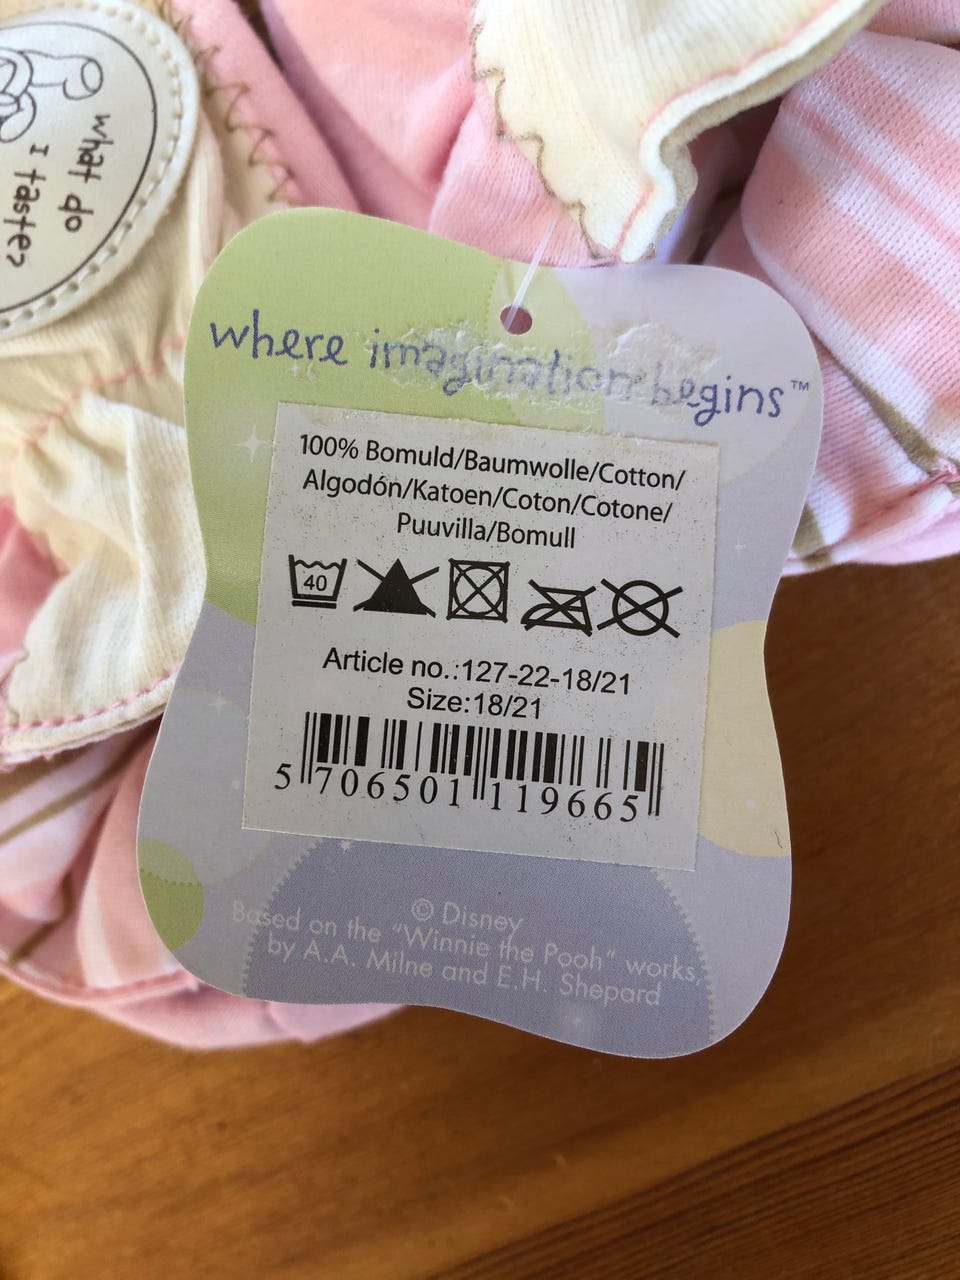 what do
I taste?
where imagination begins™
100% Bomuld/Baumwolle/Cotton/
Algodón/Katoen/Coton/Cotone/
Puuvilla/Bomull
40
Article no.:127-22-18/21
Size:18/21
5 706501 119665
© Disney
Based on the "Winnie the Pooh" works,
by A.A. Milne and E.H. Shepard